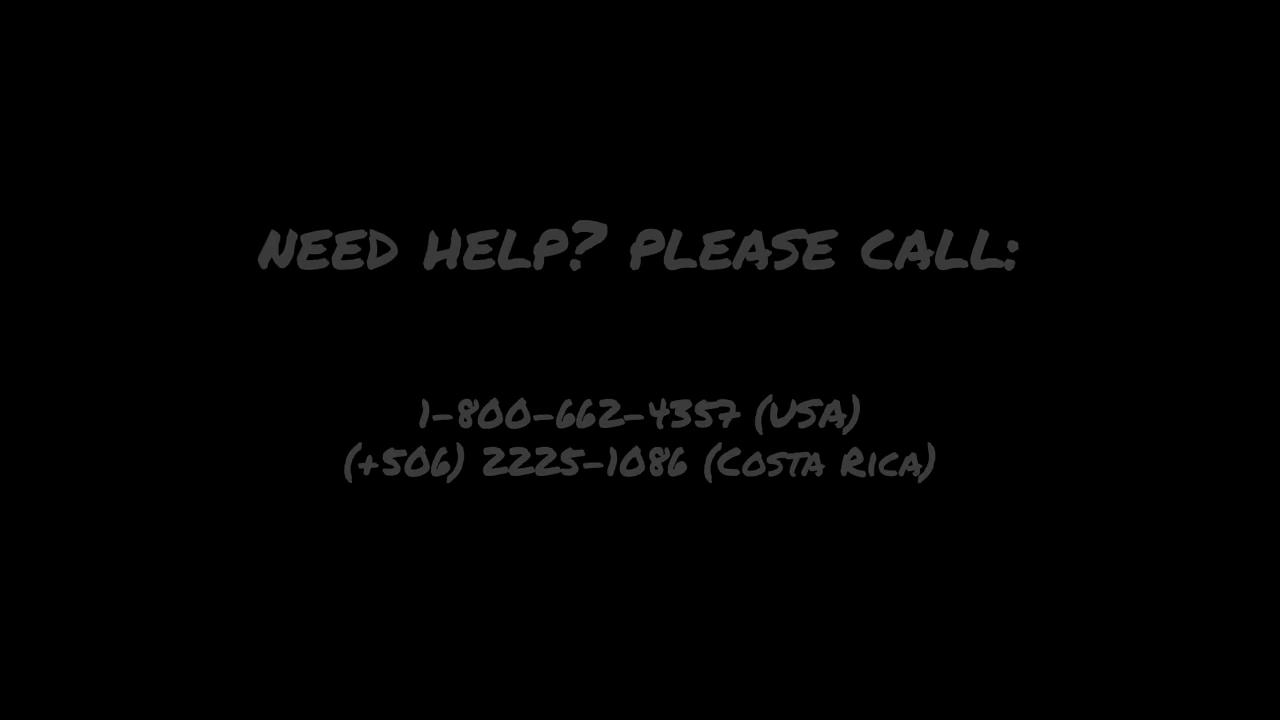 NEED HELP? PLEASE CALL:
1-800-662-4357 (USA)
(+506) 2225-1086 (Costa Rica)